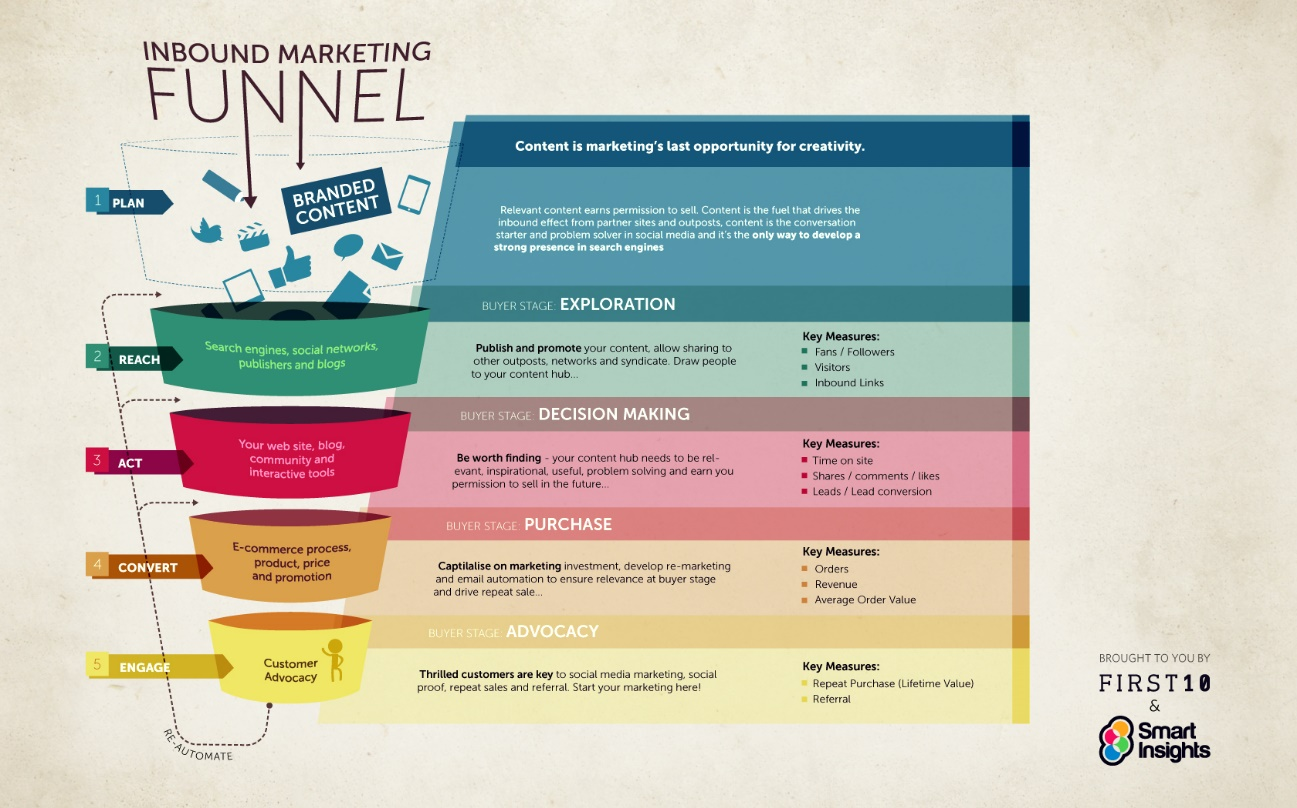 INBOUND MARKETING
FUNNEL
1 PLAN
BRANDED
CONTENT
Content is marketing's last opportunity for creativity.
Relevant content earns permission to sell. Content is the fuel that drives the
inbound effect from partner sites and outposts, content is the conversation
starter and problem solver in social media and it's the only way to develop a
strong presence in search engines
BUYER STAGE: EXPLORATION
2 REACH
Search engines, social networks,
publishers and blogs
Publish and promote your content, allow sharing to
other outposts, networks and syndicate. Draw people
to your content hub...
Key Measures:
Fans / Followers
Visitors
Inbound Links
BUYER STAGE: DECISION MAKING
3 ACT
Your web site, blog,
community and
interactive tools
Be worth finding - your content hub needs to be rel-
evant, inspirational, useful, problem solving and earn you
permission to sell in the future...
Key Measures:
Time on site
Shares / comments / likes
Leads / Lead conversion
BUYER STAGE: PURCHASE
4 CONVERT
E-commerce process,
product, price
and promotion
Captilalise on marketing investment, develop re-marketing
and email automation to ensure relevance at buyer stage
and drive repeat sale...
Key Measures:
Orders
Revenue
Average Order Value
BUYER STAGE: ADVOCACY
5 ENGAGE
Customer
Advocacy
Thrilled customers are key to social media marketing, social
proof, repeat sales and referral. Start your marketing here!
Key Measures:
Repeat Purchase (Lifetime Value)
Referral
RE-AUTOMATE
BROUGHT TO YOU BY
FIRST10
&
Smart
Insights